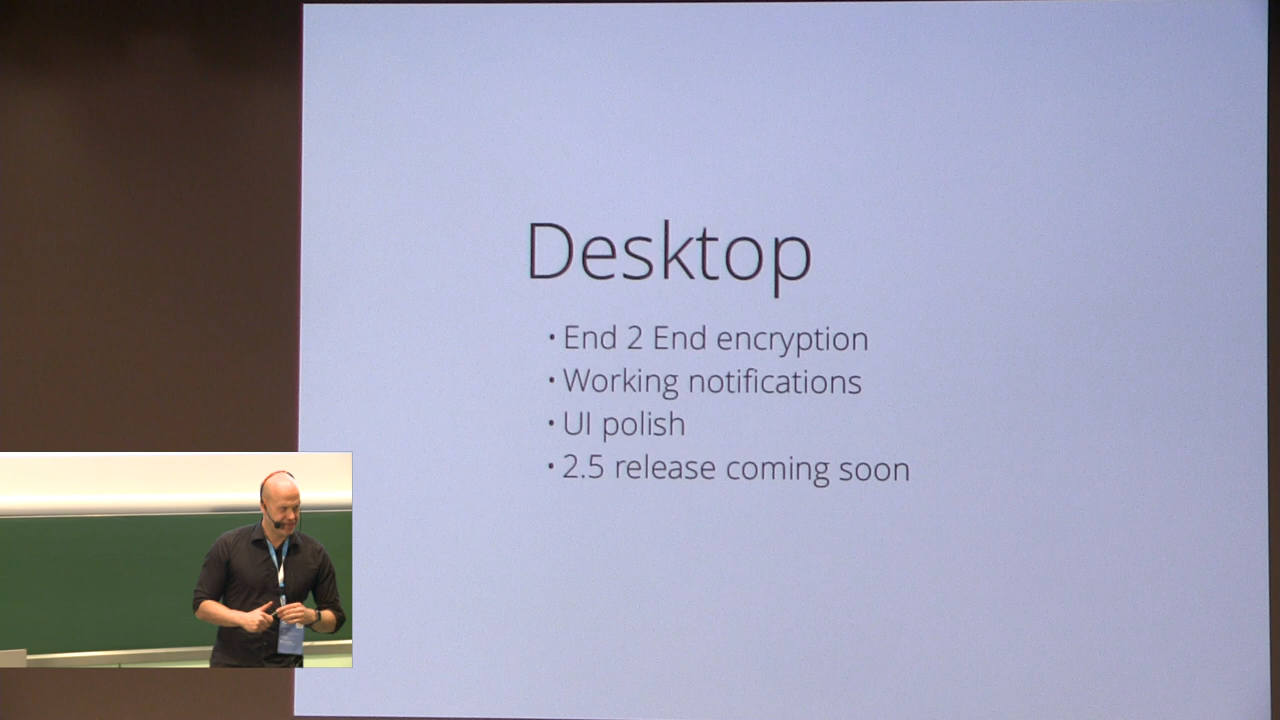 Desktop
• End 2 End encryption
• Working notifications
• UI polish
• 2.5 release coming soon